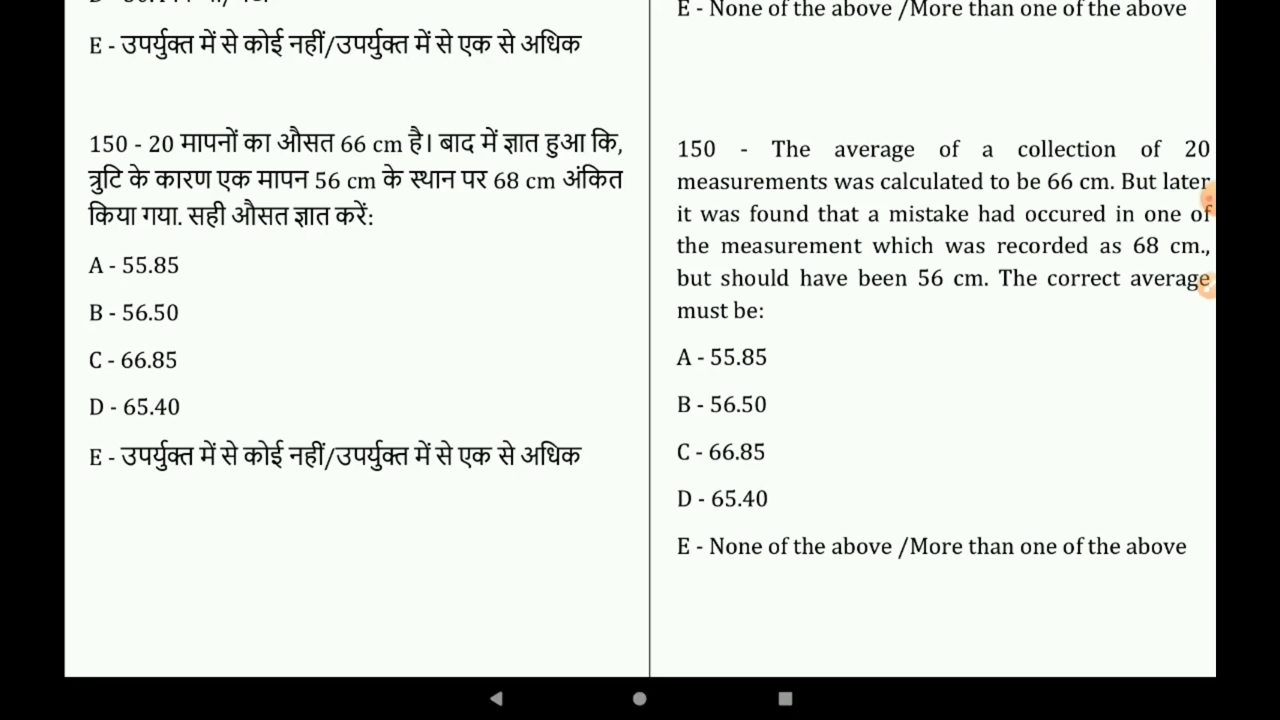 E - उपर्युक्त में से कोई नहीं/उपर्युक्त में से एक से अधिक
150 - 20 मापनों का औसत 66 cm है। बाद में ज्ञात हुआ कि,
त्रुटि के कारण एक मापन 56 cm के स्थान पर 68 cm अंकित
किया गया. सही औसत ज्ञात करें:
A - 55.85
B - 56.50
C - 66.85
D - 65.40
E - उपर्युक्त में से कोई नहीं/उपर्युक्त में से एक से अधिक
E - None of the above /More than one of the above
150 - The average of a collection of 20
measurements was calculated to be 66 cm. But later
it was found that a mistake had occured in one of
the measurement which was recorded as 68 cm.,
but should have been 56 cm. The correct average
must be:
A - 55.85
B - 56.50
C - 66.85
D - 65.40
E - None of the above /More than one of the above